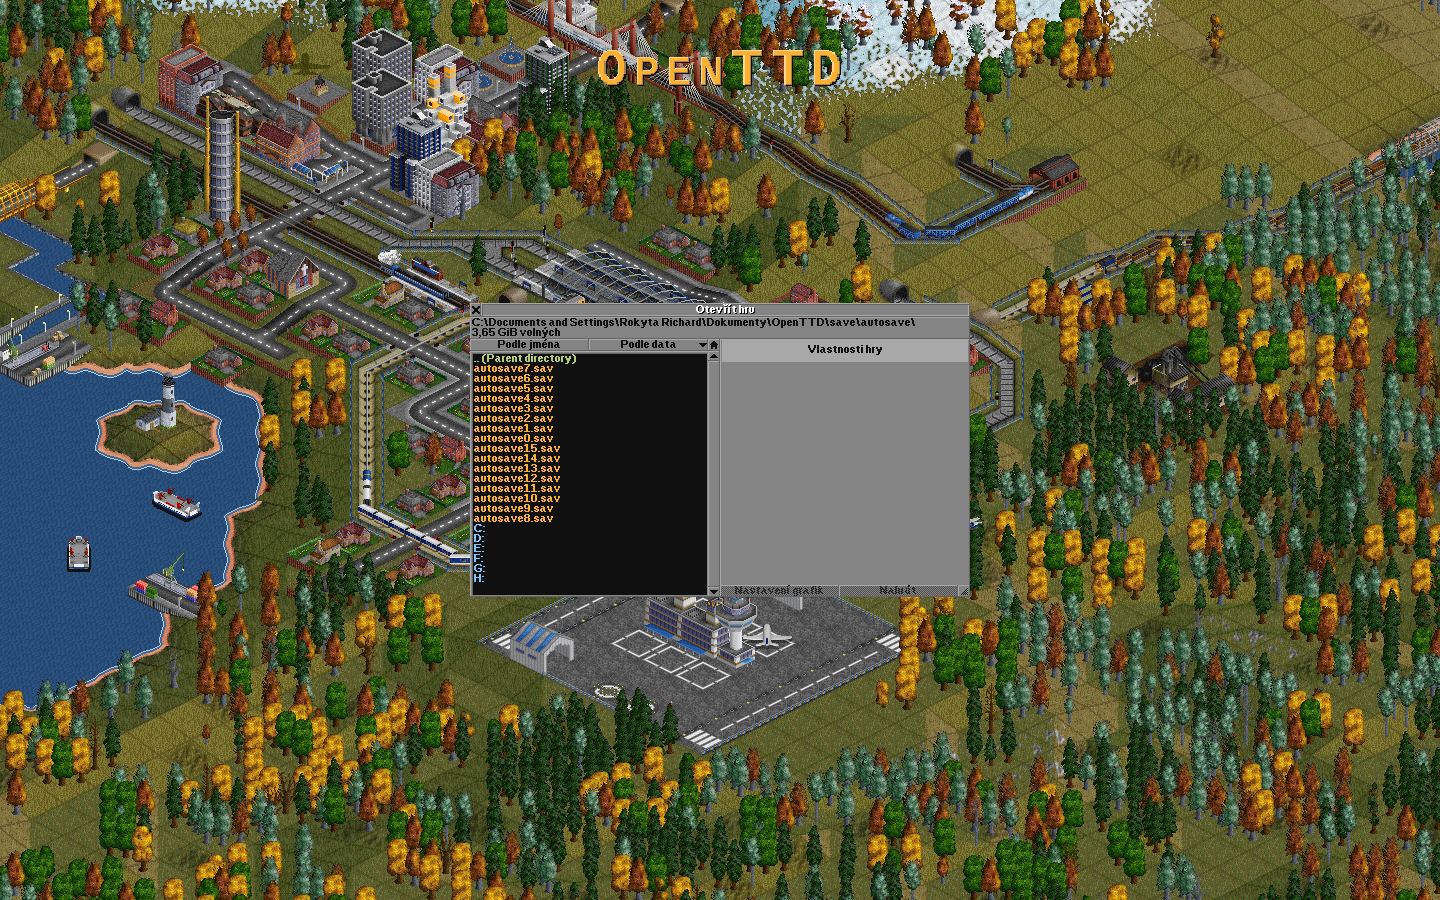 OPENTTD
Otevřít hru
C:\Documents and Settings\Rokyta Richard\Dokumenty\OpenTTD\save\autosave\
3,65 GiB volných
Podle jména Podle data
Vlastnosti hry
.. (Parent directory)
autosave7.sav
autosave6.sav
autosave5.sav
autosave4.sav
autosave3.sav
autosave2.sav
autosave1.sav
autosave0.sav
autosave15.sav
autosave14.sav
autosave13.sav
autosave12.sav
autosave11.sav
autosave10.sav
autosave9.sav
autosave8.sav
C:
D:
E:
F:
G:
H:
Nastavení grafik Nahrát